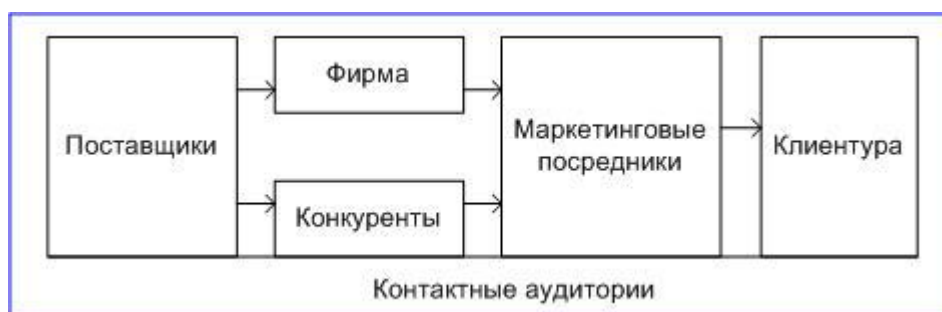 Поставщики
Фирма
Конкуренты
Маркетинговые
посредники
Клиентура
Контактные аудитории